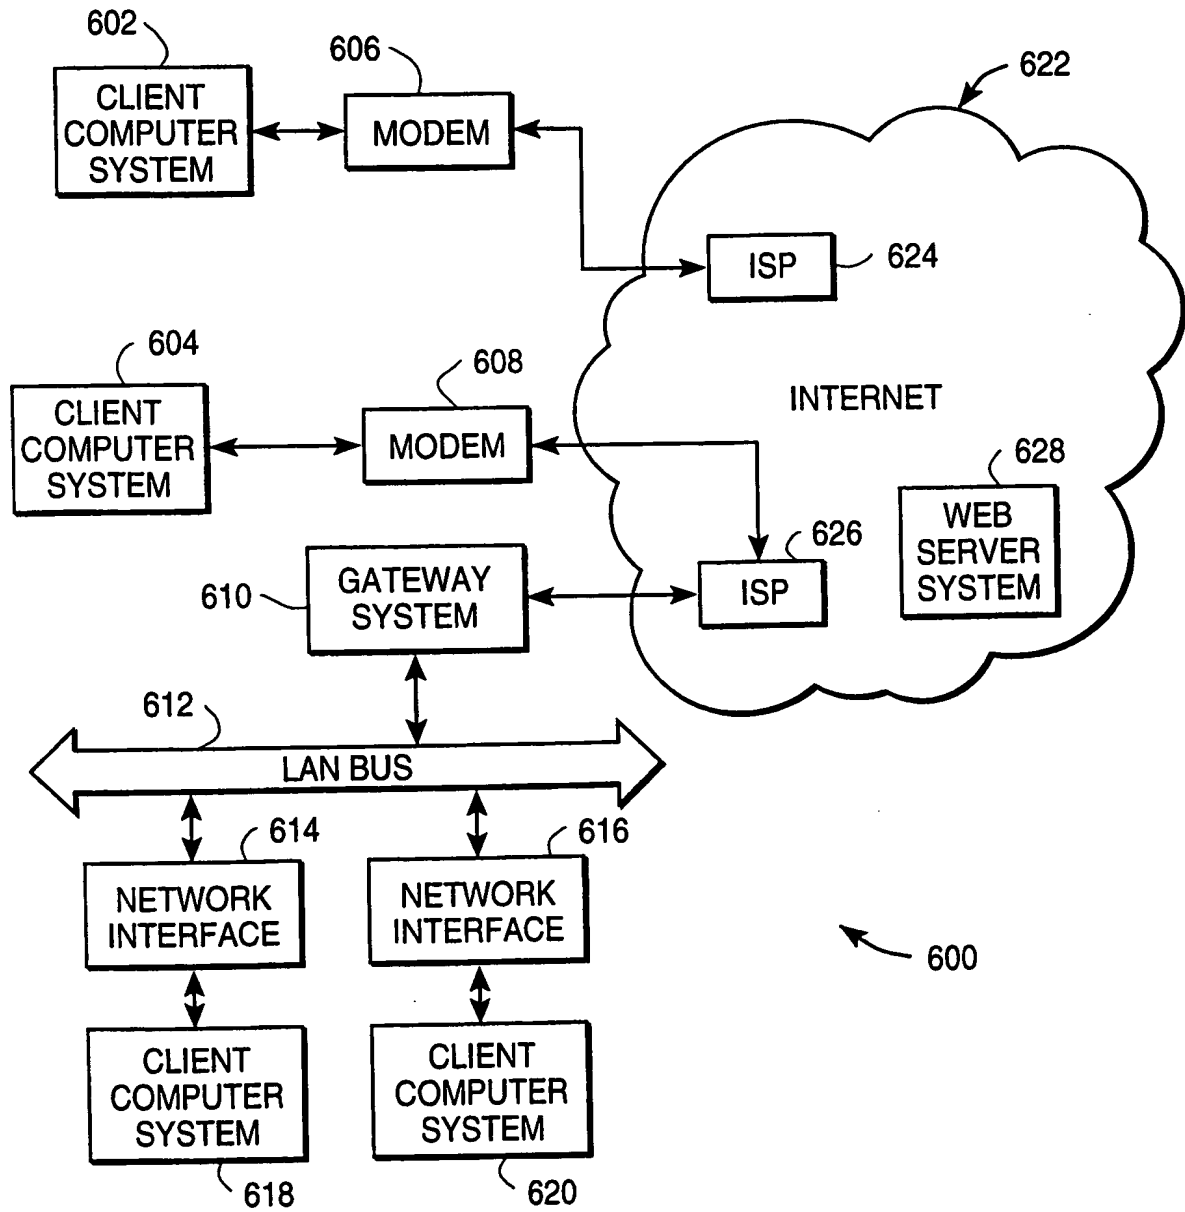 602
606
622
CLIENT
COMPUTER
SYSTEM
MODEM
ISP
624
604
608
INTERNET
CLIENT
COMPUTER
SYSTEM
MODEM
628
WEB
SERVER
SYSTEM
626
ISP
610
GATEWAY
SYSTEM
612
LAN BUS
614
616
NETWORK
INTERFACE
NETWORK
INTERFACE
600
CLIENT
COMPUTER
SYSTEM
CLIENT
COMPUTER
SYSTEM
618
620